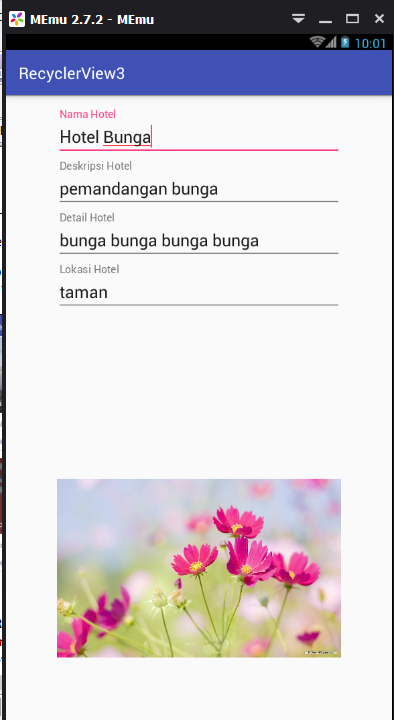 MEmu 2.7.2 - MEmu
10:01
RecyclerView3
Nama Hotel
Hotel Bunga
Deskripsi Hotel
pemandangan bunga
Detail Hotel
bunga bunga bunga bunga
Lokasi Hotel
taman